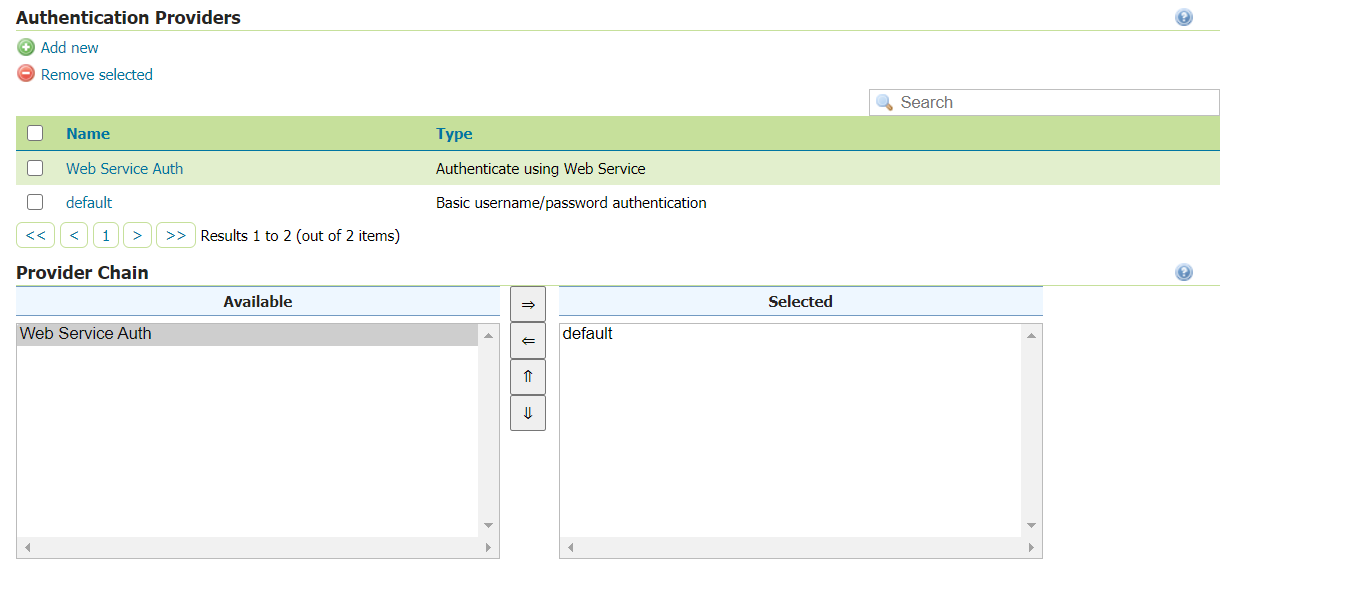 Authentication Providers
Add new
Remove selected
Search
Name Type
Web Service Auth Authenticate using Web Service
default Basic username/password authentication
<< < 1 > >> Results 1 to 2 (out of 2 items)
Provider Chain
Available ⇒ Selected
Web Service Auth ⇐ default
⇑
⇓